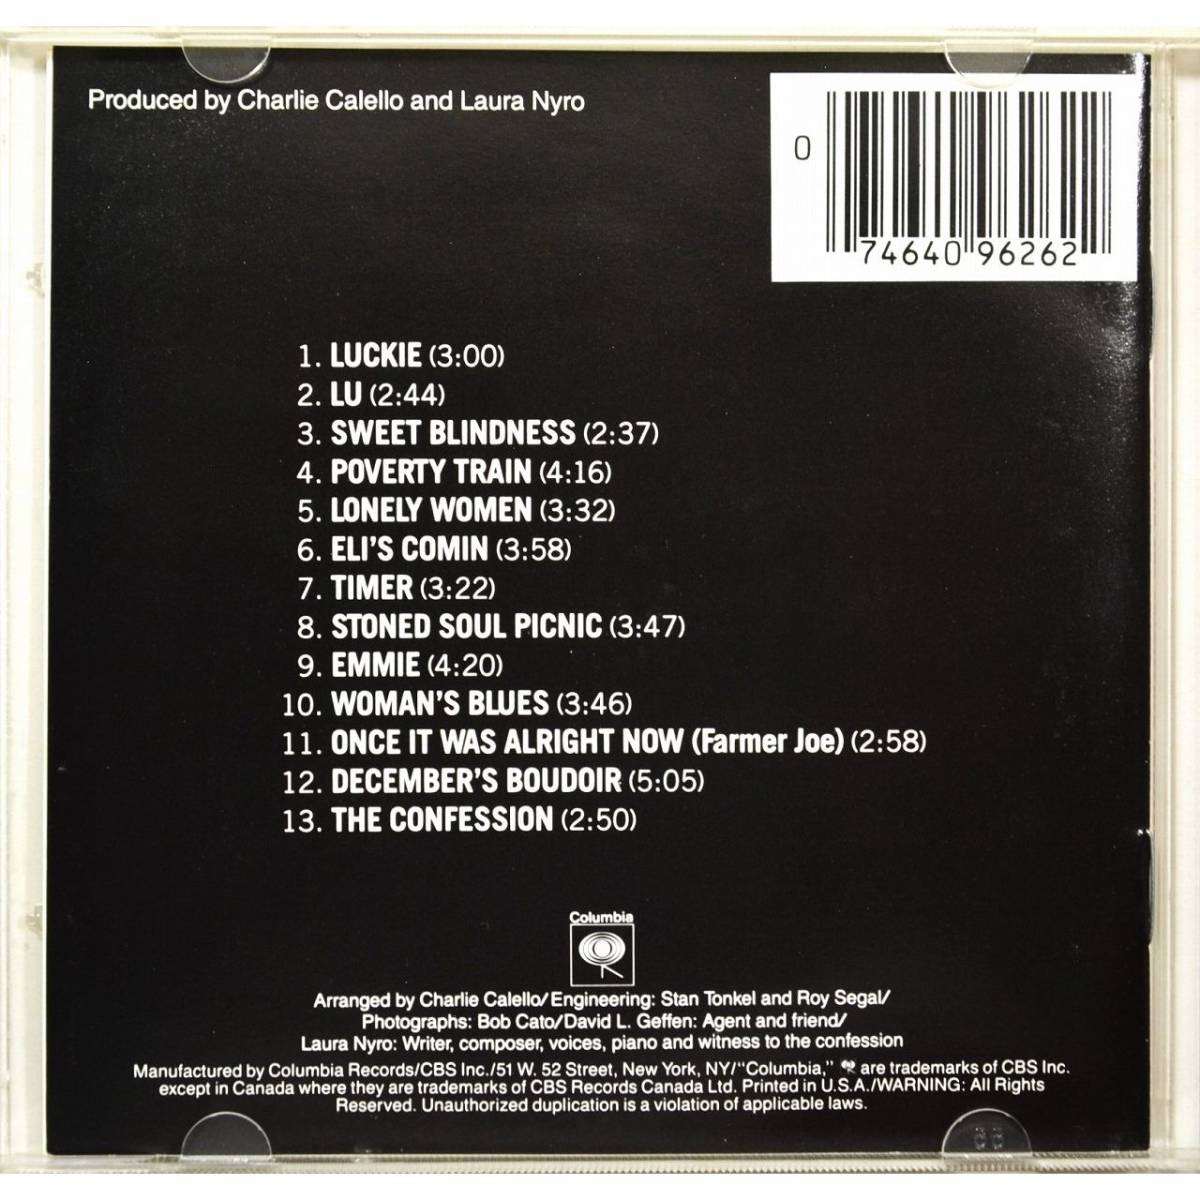 Produced by Charlie Calello and Laura Nyro
0
74640 96262
1. LUCKIE (3:00)
2. LU (2:44)
3. SWEET BLINDNESS (2:37)
4. POVERTY TRAIN (4:16)
5. LONELY WOMEN (3:32)
6. ELI'S COMIN (3:58)
7. TIMER (3:22)
8. STONED SOUL PICNIC (3:47)
9. EMMIE (4:20)
10. WOMAN'S BLUES (3:46)
11. ONCE IT WAS ALRIGHT NOW (Farmer Joe) (2:58)
12. DECEMBER'S BOUDOIR (5:05)
13. THE CONFESSION (2:50)
Columbia
Arranged by Charlie Calello/Engineering: Stan Tonkel and Roy Segal/
Photographs: Bob Cato/David L. Geffen: Agent and friend/
Laura Nyro: Writer, composer, voices, piano and witness to the confession
Manufactured by Columbia Records/CBS Inc./51 W. 52 Street, New York, NY/"Columbia," are trademarks of CBS Inc.
except in Canada where they are trademarks of CBS Records Canada Ltd. Printed in U.S.A./WARNING: All Rights
Reserved. Unauthorized duplication is a violation of applicable laws.